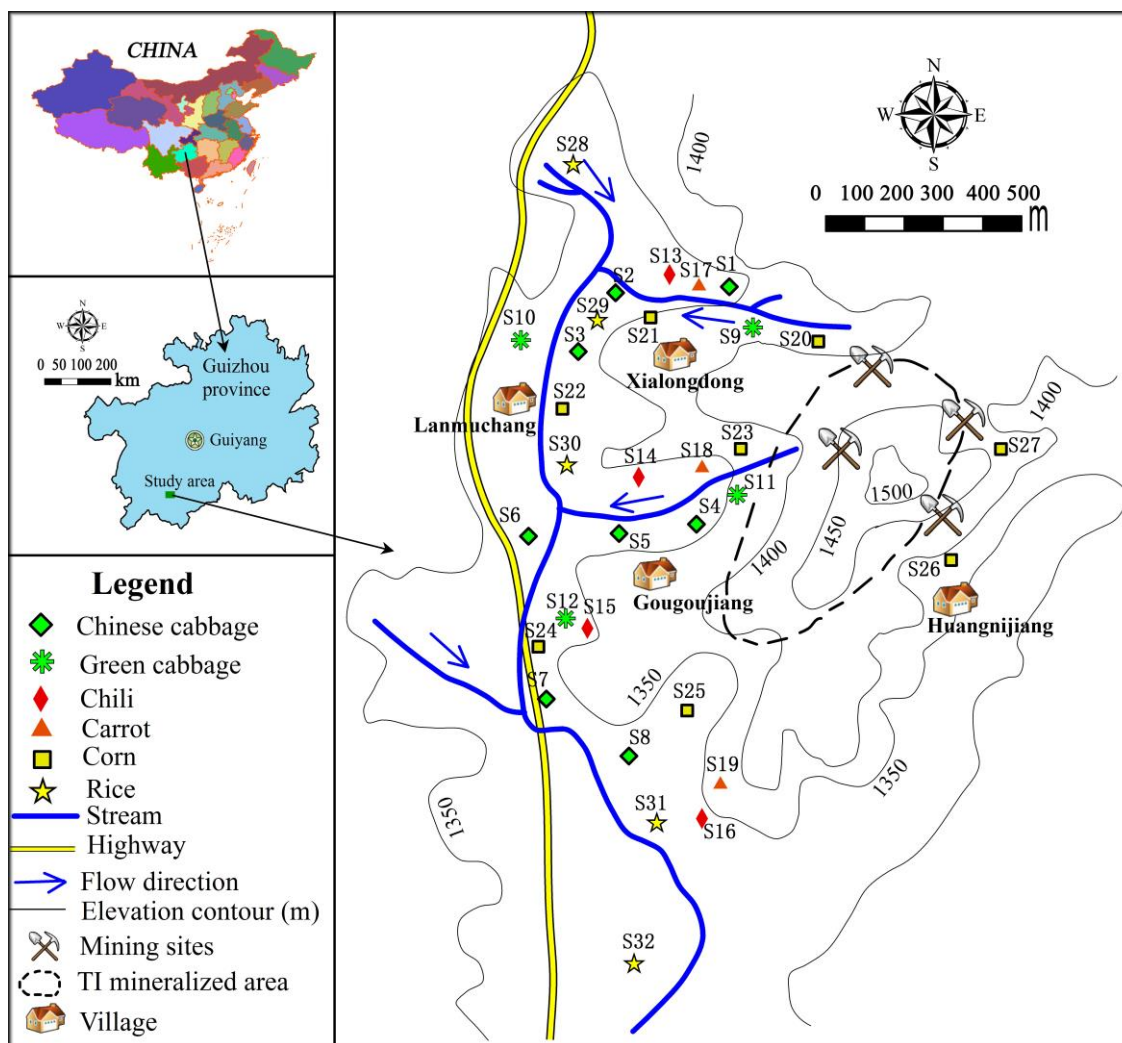 CHINA
N
W
E
S
0 50 100 200
km
Guizhou
province
Guiyang
Study area
Legend
Chinese cabbage
Green cabbage
Chili
Carrot
Corn
Rice
Stream
Highway
Flow direction
Elevation contour (m)
Mining sites
TI mineralized area
Village
N
W
E
S
0 100 200 300 400 500 m
1400
S28
S13
S17
S1
S2
S29
S10
S3
S21
S9
S20
Xialongdong
S22
Lanmuchang
1400
S30
S14
S18
S23
S27
S11
1500
S6
S5
S4
1450
1400
S26
Gougoujiang
Huangnijiang
S12
S15
S24
S7
1350
S25
S8
S19
1350
1350
S31
S16
S32